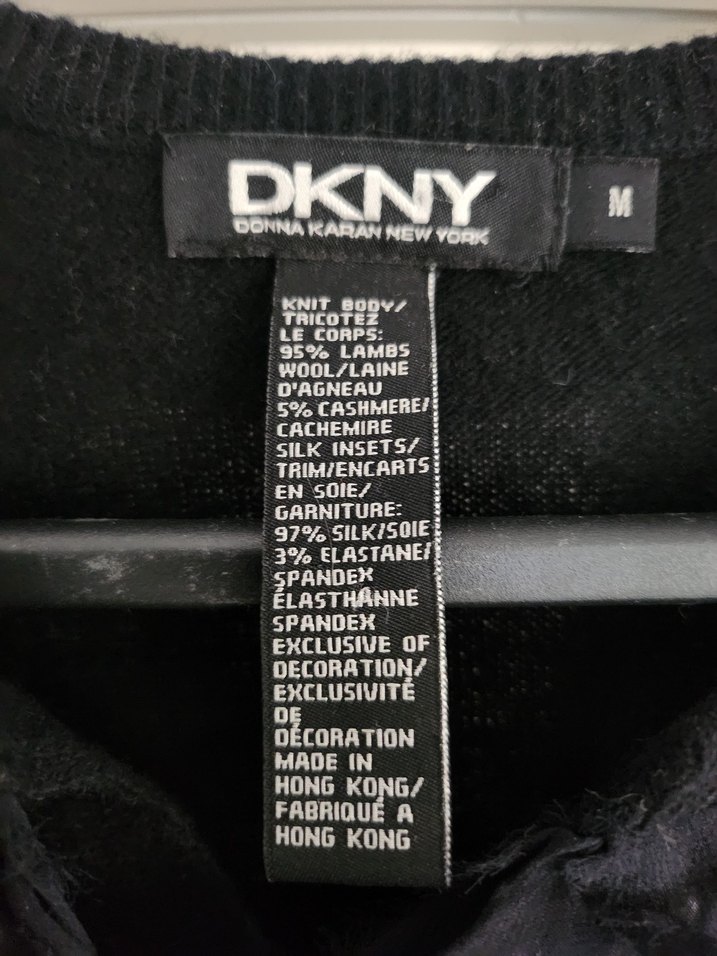 DKNY
DONNA KARAN NEW YORK
M
KNIT BODY/
TRICOTEZ
LE CORPS:
95% LAMBS
WOOL/LAINE
D'AGNEAU
5% CASHMERE/
CACHEMIRE
SILK INSETS/
TRIM/ENCARTS
EN SOIE/
GARNITURE:
97% SILK/SOIE
3% ELASTANE/
SPANDEX
ÉLASTHANNE
SPANDEX
EXCLUSIVE OF
DECORATION/
EXCLUSIVITÉ
DE
DÉCORATION
MADE IN
HONG KONG/
FABRIQUÉ A
HONG KONG